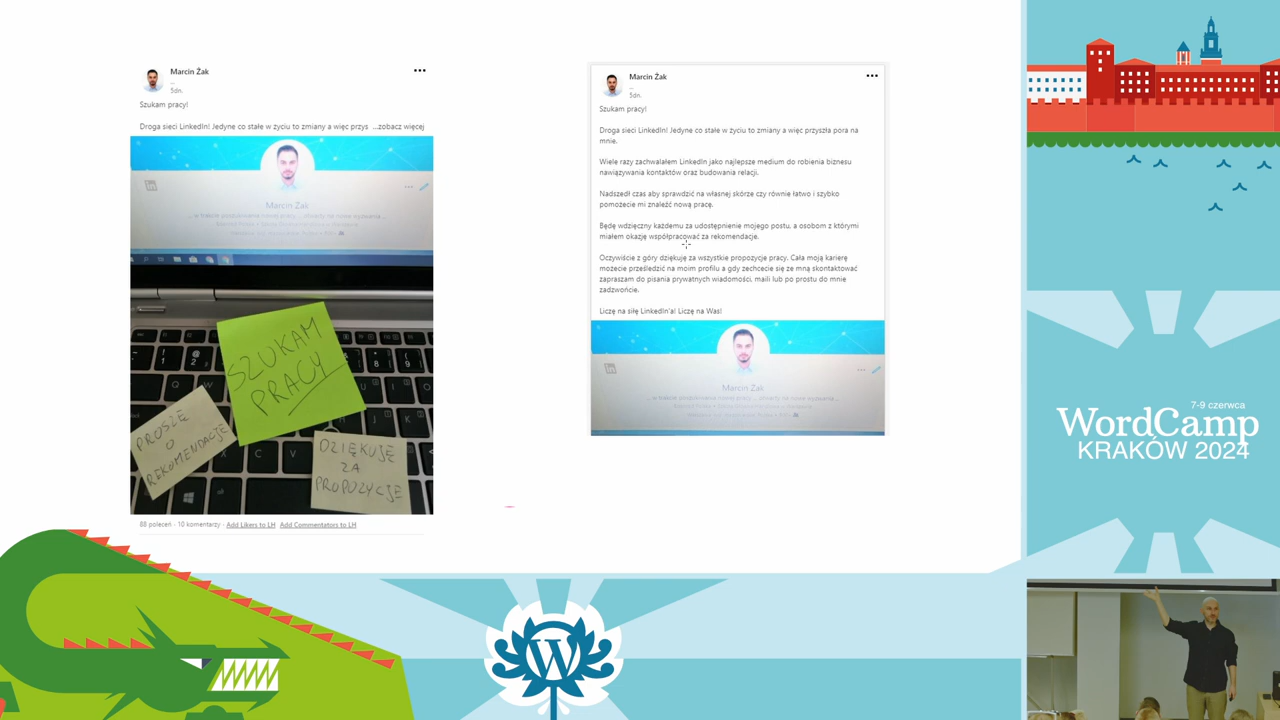 Marcin Żak
...
5dn.
Szukam pracy!
Droga sieci LinkedIn! Jedyne co stałe w życiu to zmiany a więc przys ...zobacz więcej
in
Marcin Żak
SZUKAM
PRACY
PROSZĘ
O
REKOMENDACJE
DZIĘKUJĘ
ZA
PROPOZYCJE
88 poleceń · 10 komentarzy · Add Likers to LH Add Commentators to LH
Marcin Żak
...
5dn.
Szukam pracy!
Droga sieci LinkedIn! Jedyne co stałe w życiu to zmiany a więc przyszła pora na
mnie.
Wiele razy zachwalałem LinkedIn jako najlepsze medium do robienia biznesu
nawiązywania kontaktów oraz budowania relacji.
Nadszedł czas aby sprawdzić na własnej skórze czy równie łatwo i szybko
pomożecie mi znaleźć nową pracę.
Będę wdzięczny każdemu za udostępnienie mojego postu, a osobom z którymi
miałem okazję współpracować za rekomendacje.
Oczywiście z góry dziękuję za wszystkie propozycje pracy. Cała moją karierę
możecie prześledzić na moim profilu a gdy zechcecie się ze mną skontaktować
zapraszam do pisania prywatnych wiadomości, maili lub po prostu do mnie
zadzwońcie.
Liczę na siłę LinkedIn'a! Liczę na Was!
in
Marcin Żak
7-9 czerwca
WordCamp
KRAKÓW 2024
W